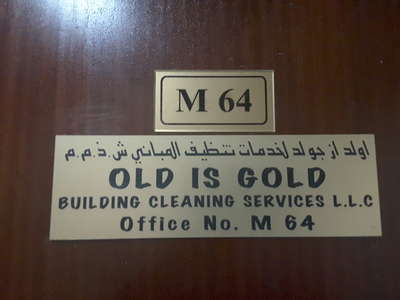 M 64
اولد از جولد لخدمات تنظيف المباني ش.ذ.م.م
OLD IS GOLD
BUILDING CLEANING SERVICES L.L.C
Office No. M 64